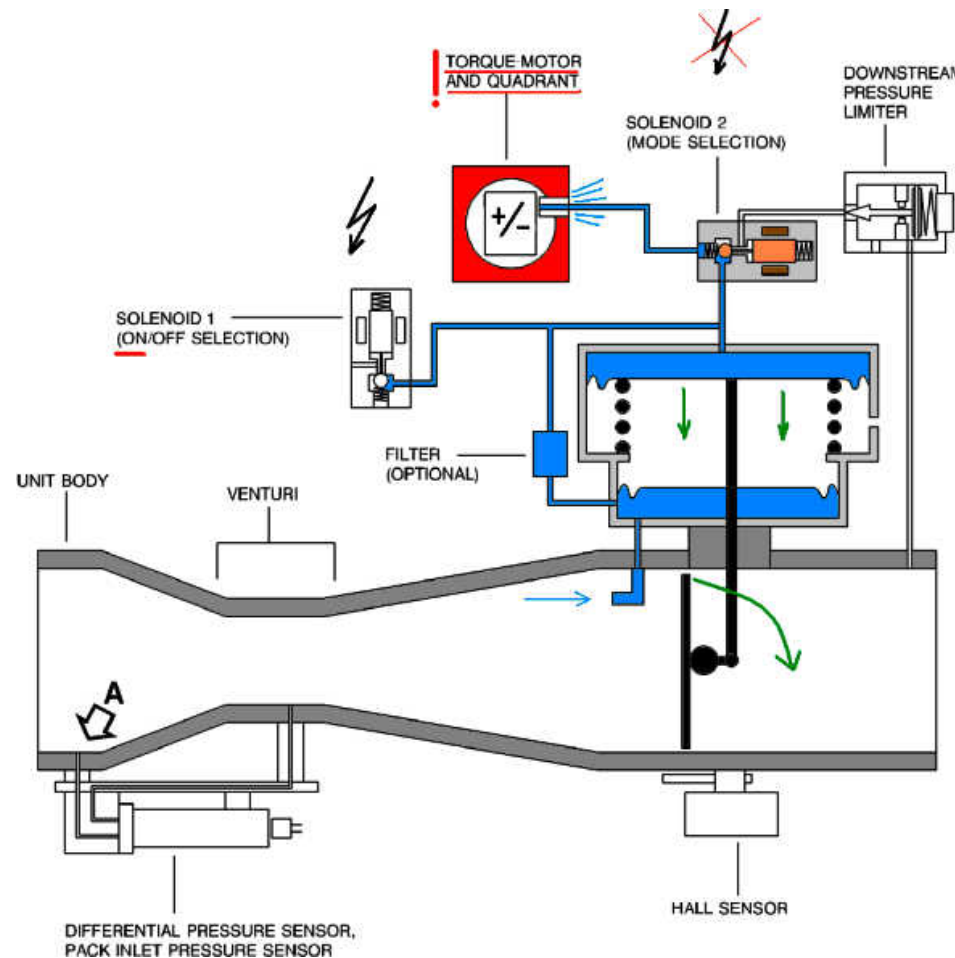 TORQUE MOTOR
AND QUADRANT
DOWNSTREAM
PRESSURE
LIMITER
SOLENOID 2
(MODE SELECTION)
+/-
SOLENOID 1
(ON/OFF SELECTION)
FILTER
(OPTIONAL)
UNIT BODY
VENTURI
A
HALL SENSOR
DIFFERENTIAL PRESSURE SENSOR,
PACK INLET PRESSURE SENSOR